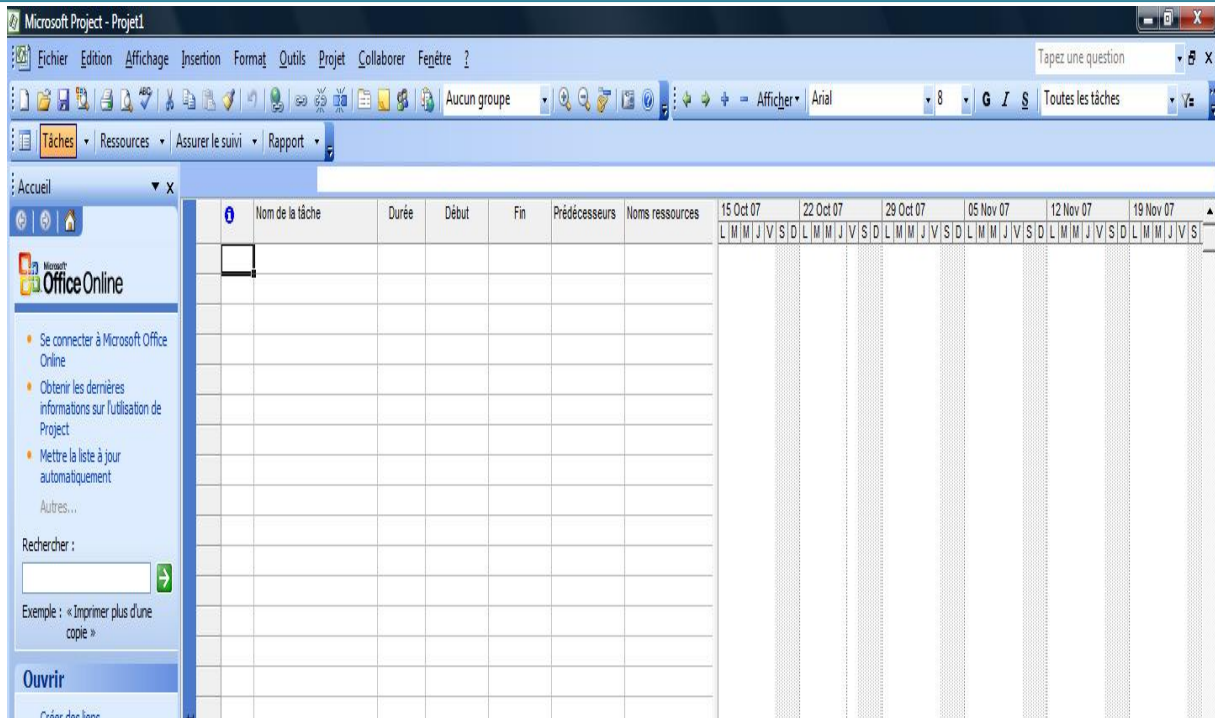 Microsoft Project - Projet1
Fichier Edition Affichage Insertion Format Outils Projet Collaborer Fenêtre ? Tapez une question
Aucun groupe Afficher Arial 8 G I S Toutes les tâches
Tâches Ressources Assurer le suivi Rapport
Accueil
Nom de la tâche Durée Début Fin Prédécesseurs Noms ressources 15 Oct 07 22 Oct 07 29 Oct 07 05 Nov 07 12 Nov 07 19 Nov 07
L M M J V S D L M M J V S D L M M J V S D L M M J V S D L M M J V S D L M M J V S
Microsoft
Office Online
Se connecter à Microsoft Office
Online
Obtenir les dernières
informations sur l'utilisation de
Project
Mettre la liste à jour
automatiquement
Autres...
Rechercher :
Exemple : « Imprimer plus d'une
copie »
Ouvrir
Créer des liens